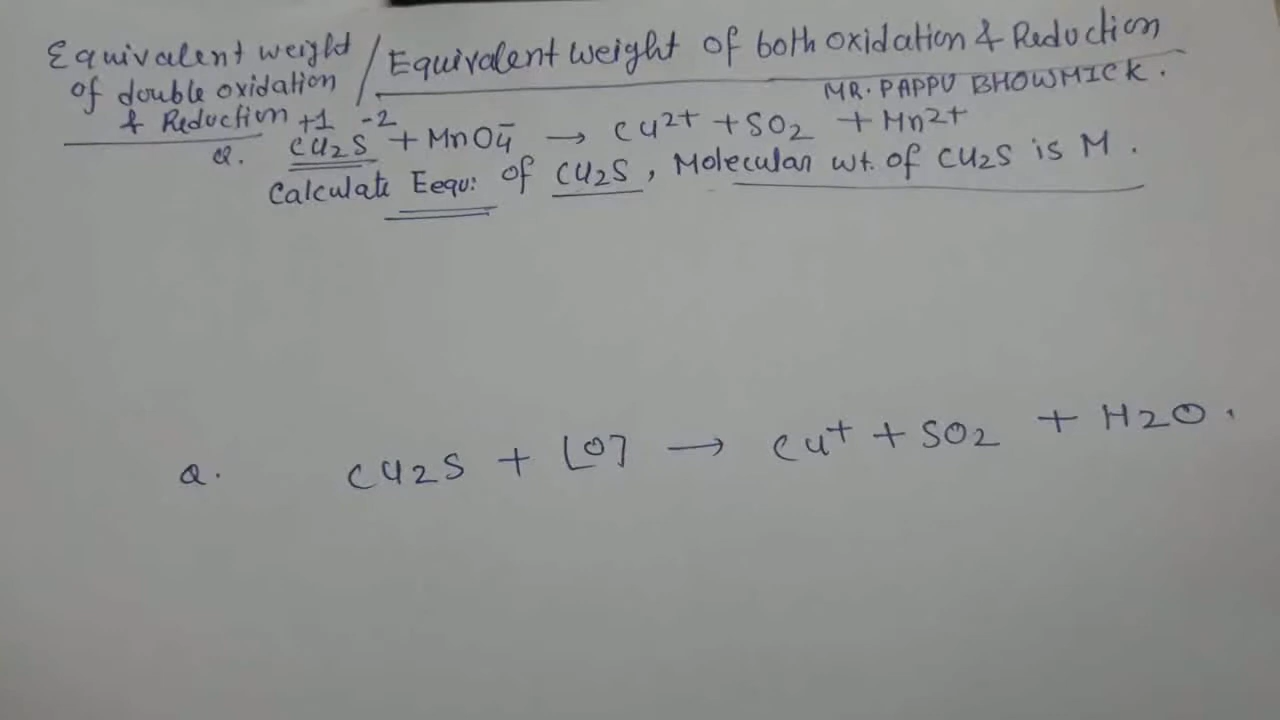 Equivalent weight
of double oxidation
& Reduction
/ Equivalent weight of both oxidation & Reduction
MR. PAPPU BHOWMICK.
+1 -2
Q. Cu2S + MnO4- → Cu2+ + SO2 + Mn2+
Calculate Eequ: of Cu2S, Molecular wt. of Cu2S is M.
Q. Cu2S + [O] → Cu+ + SO2 + H2O.